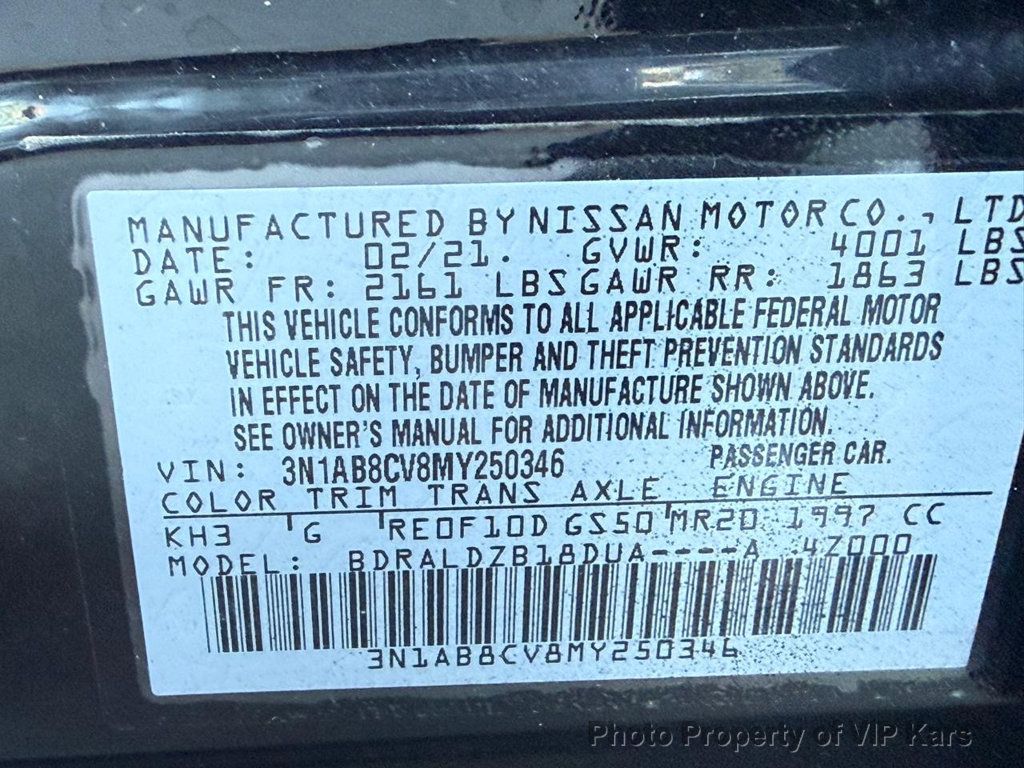 MANUFACTURED BY NISSAN MOTOR CO., LTD
DATE: 02/21. GVWR: 4001 LBS
GAWR FR: 2161 LBS GAWR RR: 1863 LBS
THIS VEHICLE CONFORMS TO ALL APPLICABLE FEDERAL MOTOR
VEHICLE SAFETY, BUMPER AND THEFT PREVENTION STANDARDS
IN EFFECT ON THE DATE OF MANUFACTURE SHOWN ABOVE.
SEE OWNER'S MANUAL FOR ADDITIONAL INFORMATION.
VIN: 3N1AB8CV8MY250346 PASSENGER CAR.
COLOR TRIM TRANS AXLE ENGINE
KH3 G RE0F10D GS50 MR20 1997 CC
MODEL: BDRALDZB18DUA----A 4Z000
3N1AB8CV8MY250346
Photo Property of VIP Kars